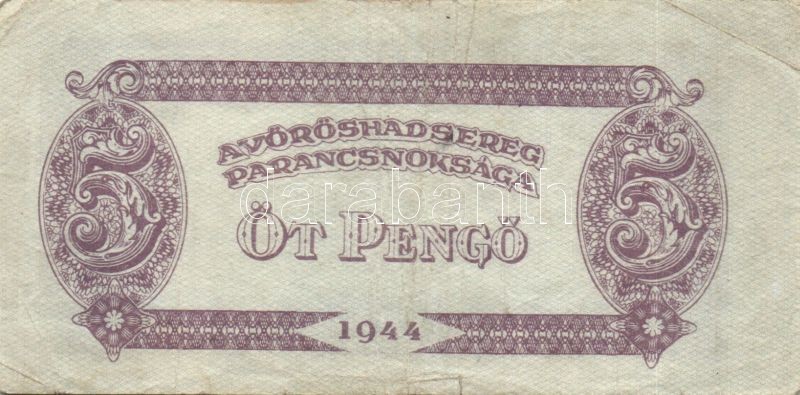 5 5
A VÖRÖSHADSEREG
PARANCSNOKSÁGA
darabanth
ÖT PENGŐ
1944